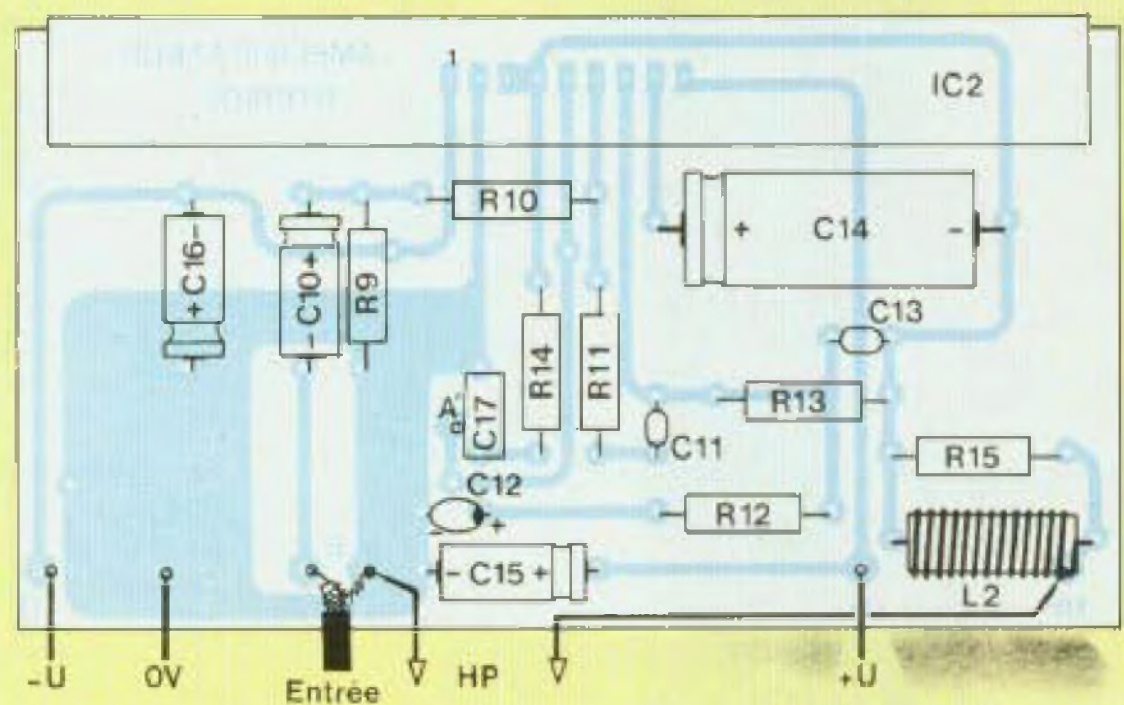 1
IC2
R10
+C16-
-C10+
R9
+ C14 -
C13
R14
R11
R13
A
C17
C11
R15
C12
+
-
R12
- C15 +
L2
-U
0V
Entrée
HP
+U